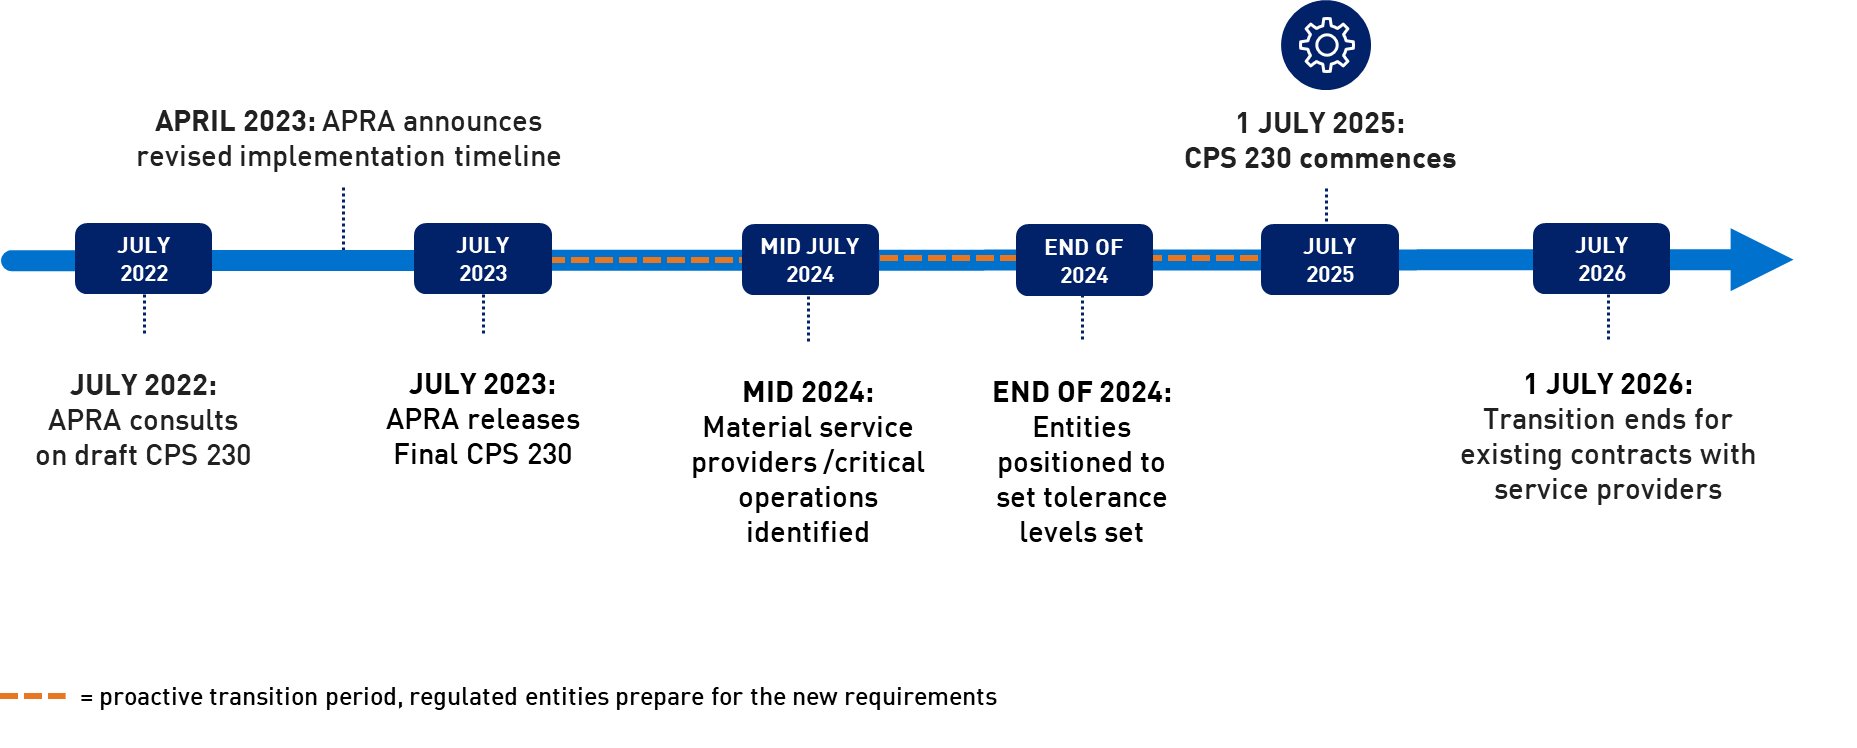 APRIL 2023: APRA announces
revised implementation timeline
1 JULY 2025:
CPS 230 commences
JULY
2022
JULY
2023
MID JULY
2024
END OF
2024
JULY
2025
JULY
2026
JULY 2022:
APRA consults
on draft CPS 230
JULY 2023:
APRA releases
Final CPS 230
MID 2024:
Material service
providers /critical
operations
identified
END OF 2024:
Entities
positioned to
set tolerance
levels set
1 JULY 2026:
Transition ends for
existing contracts with
service providers
= proactive transition period, regulated entities prepare for the new requirements